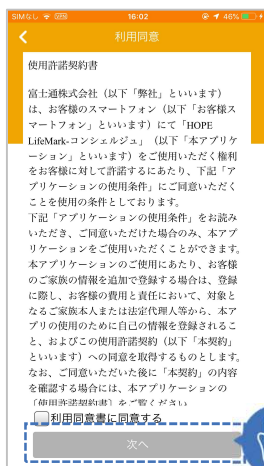 SIMなし 16:02 46%
利用同意
使用許諾契約書
富士通株式会社（以下「弊社」といいます）
は、お客様のスマートフォン（以下「お客様ス
マートフォン」といいます）にて「HOPE
LifeMark-コンシェルジュ」（以下「本アプリケ
ーション」といいます）をご使用いただく権利
をお客様に対して許諾するにあたり、下記「ア
プリケーションの使用条件」にご同意いただく
ことを使用の条件としております。
下記「アプリケーションの使用条件」をお読み
いただき、ご同意いただけた場合のみ、本アプ
リケーションをご使用いただくことができます。
本アプリケーションのご使用にあたり、お客様
のご家族の情報を追加で登録する場合は、登録
に際し、お客様の費用と責任において、対象と
なるご家族本人または法定代理人等から、本ア
プリの使用のために自己の情報を登録されるこ
と、およびこの使用許諾契約（以下「本契約」
といいます）への同意を取得するものとします。
なお、ご同意いただいた後に「本契約」の内容
を確認する場合には、本アプリケーションの
「使用許諾契約書」をご覧ください
利用同意書に同意する
次へ